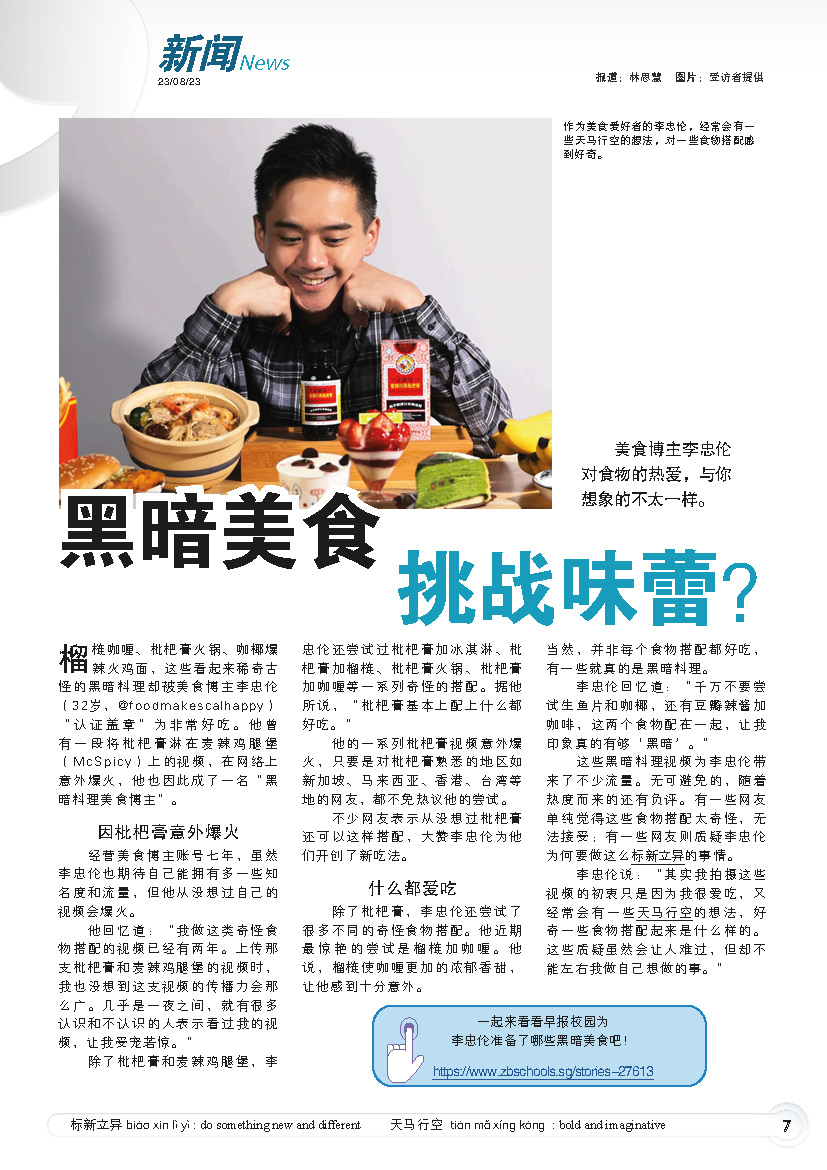 新闻News
23/08/23
报道：林恩慧　图片：受访者提供
作为美食爱好者的李忠伦，经常会有一
些天马行空的想法，对一些食物搭配感
到好奇。
美食博主李忠伦
对食物的热爱，与你
想象的不太一样。
黑暗美食
挑战味蕾？
榴梿咖喱、枇杷膏火锅、咖椰爆
辣火鸡面，这些看起来稀奇古
怪的黑暗料理却被美食博主李忠伦
（32岁，@foodmakescalhappy）
“认证盖章”为非常好吃。他曾
有一段将枇杷膏淋在麦辣鸡腿堡
（McSpicy）上的视频，在网络上
意外爆火，他也因此成了一名“黑
暗料理美食博主”。
因枇杷膏意外爆火
经营美食博主账号七年，虽然
李忠伦也期待自己能拥有多一些知
名度和流量，但他从没想过自己的
视频会爆火。
他回忆道：“我做这类奇怪食
物搭配的视频已经有两年。上传那
支枇杷膏和麦辣鸡腿堡的视频时，
我也没想到这支视频的传播力会那
么广。几乎是一夜之间，就有很多
认识和不认识的人表示看过我的视
频，让我受宠若惊。”
除了枇杷膏和麦辣鸡腿堡，李
忠伦还尝试过枇杷膏加冰淇淋、枇
杷膏加榴梿、枇杷膏火锅、枇杷膏
加咖喱等一系列奇怪的搭配。据他
所说，“枇杷膏基本上配上什么都
好吃。”
他的一系列枇杷膏视频意外爆
火，只要是对枇杷膏熟悉的地区如
新加坡、马来西亚、香港、台湾等
地的网友，都不免热议他的尝试。
不少网友表示从没想过枇杷膏
还可以这样搭配，大赞李忠伦为他
们开创了新吃法。
什么都爱吃
除了枇杷膏，李忠伦还尝试了
很多不同的奇怪食物搭配。他近期
最惊艳的尝试是榴梿加咖喱。他
说，榴梿使咖喱更加的浓郁香甜，
让他感到十分意外。
当然，并非每个食物搭配都好吃，
有一些就真的是黑暗料理。
李忠伦回忆道：“千万不要尝
试生鱼片和咖椰，还有豆瓣辣酱加
咖啡，这两个食物配在一起，让我
印象真的有够‘黑暗’。”
这些黑暗料理视频为李忠伦带
来了不少流量。无可避免的，随着
热度而来的还有负评。有一些网友
单纯觉得这些食物搭配太奇怪，无
法接受；有一些网友则质疑李忠伦
为何要做这么标新立异的事情。
李忠伦说：“其实我拍摄这些
视频的初衷只是因为我很爱吃，又
经常会有一些天马行空的想法，好
奇一些食物搭配起来是什么样的。
这些质疑虽然会让人难过，但却不
能左右我做自己想做的事。”
一起来看看早报校园为
李忠伦准备了哪些黑暗美食吧！
https://www.zbschools.sg/stories-27613
标新立异 biāo xīn lì yì : do something new and different　天马行空 tiān mǎ xíng kōng : bold and imaginative
7